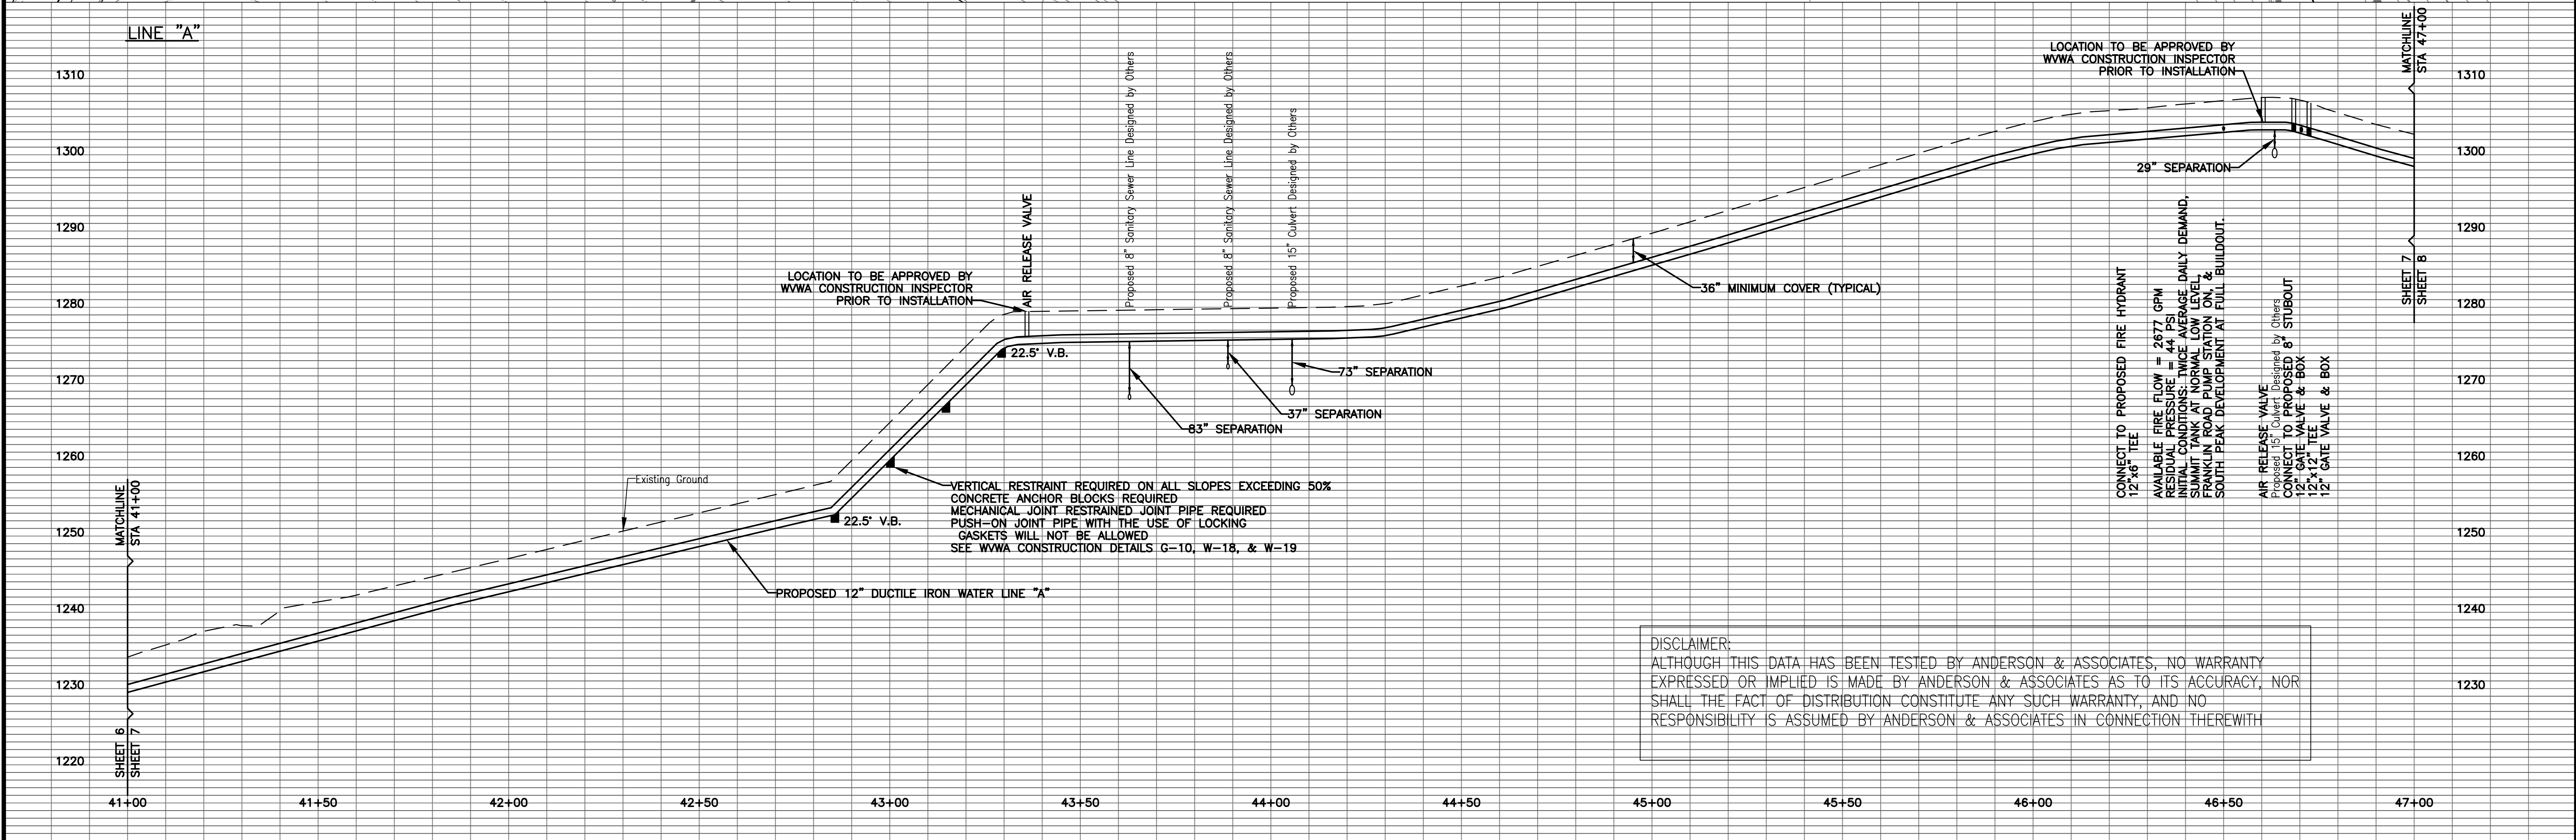 LINE "A"
1310
1300
1290
1280
1270
1260
1250
1240
1230
1220
MATCHLINE
STA 41+00
SHEET 6
SHEET 7
Existing Ground
PROPOSED 12" DUCTILE IRON WATER LINE "A"
22.5° V.B.
VERTICAL RESTRAINT REQUIRED ON ALL SLOPES EXCEEDING 50%
CONCRETE ANCHOR BLOCKS REQUIRED
MECHANICAL JOINT RESTRAINED JOINT PIPE REQUIRED
PUSH-ON JOINT PIPE WITH THE USE OF LOCKING
GASKETS WILL NOT BE ALLOWED
SEE WVWA CONSTRUCTION DETAILS G-10, W-18, & W-19
22.5° V.B.
LOCATION TO BE APPROVED BY
WVWA CONSTRUCTION INSPECTOR
PRIOR TO INSTALLATION
AIR RELEASE VALVE
Proposed 8" Sanitary Sewer Line Designed by Others
Proposed 8" Sanitary Sewer Line Designed by Others
Proposed 15" Culvert Designed by Others
83" SEPARATION
37" SEPARATION
73" SEPARATION
36" MINIMUM COVER (TYPICAL)
LOCATION TO BE APPROVED BY
WVWA CONSTRUCTION INSPECTOR
PRIOR TO INSTALLATION
29" SEPARATION
CONNECT TO PROPOSED FIRE HYDRANT
12"x6" TEE
AVAILABLE FIRE FLOW = 2677 GPM
RESIDUAL PRESSURE = 44 PSI
INITIAL CONDITIONS: TWICE AVERAGE DAILY DEMAND,
SUMMIT TANK AT NORMAL LOW LEVEL,
FRANKLIN ROAD PUMP STATION ON, &
SOUTH PEAK DEVELOPMENT AT FULL BUILDOUT.
AIR RELEASE VALVE
Proposed 15" Culvert Designed by Others
CONNECT TO PROPOSED 8" STUBOUT
12" GATE VALVE & BOX
12"x12" TEE
12" GATE VALVE & BOX
MATCHLINE
STA 47+00
SHEET 7
SHEET 8
1310
1300
1290
1280
1270
1260
1250
1240
1230
DISCLAIMER:
ALTHOUGH THIS DATA HAS BEEN TESTED BY ANDERSON & ASSOCIATES, NO WARRANTY
EXPRESSED OR IMPLIED IS MADE BY ANDERSON & ASSOCIATES AS TO ITS ACCURACY, NOR
SHALL THE FACT OF DISTRIBUTION CONSTITUTE ANY SUCH WARRANTY, AND NO
RESPONSIBILITY IS ASSUMED BY ANDERSON & ASSOCIATES IN CONNECTION THEREWITH
41+00 41+50 42+00 42+50 43+00 43+50 44+00 44+50 45+00 45+50 46+00 46+50 47+00